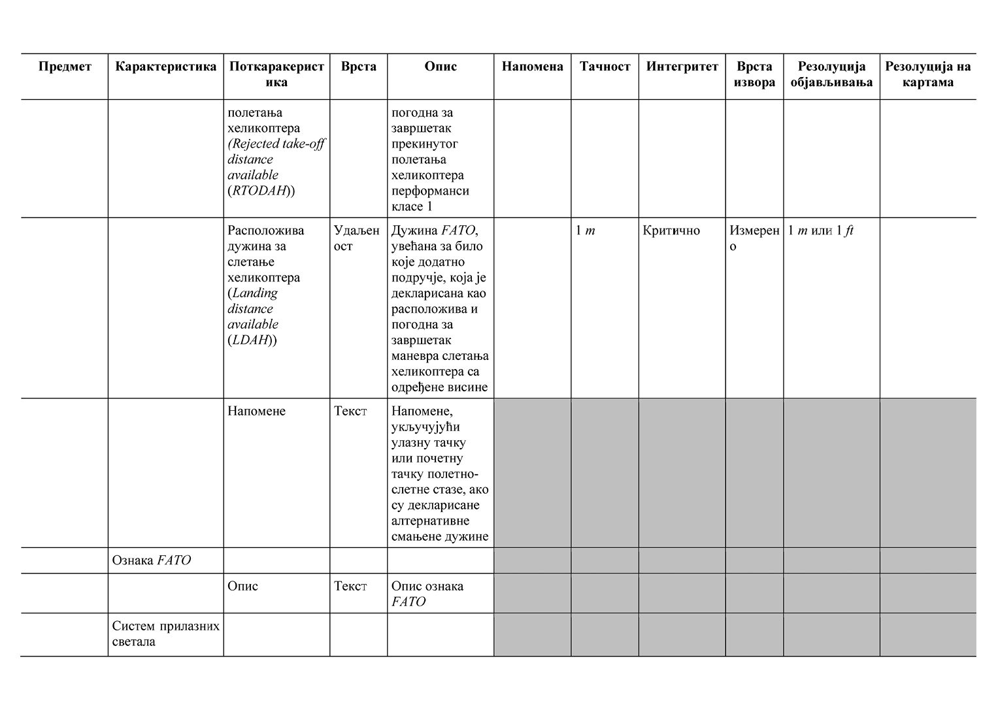 Предмет Карактеристика Поткаракерист Врста Опис Напомена Тачност Интегритет Врста Резолуција Резолуција на
ика извора објављивања картама
полетања погодна за
хеликоптера завршетак
(Rejected take-off прекинутог
distance полетања
available хеликоптера
(RTODAH)) перформанси
класе 1
Расположива Удаљен Дужина FATO, 1 m Критично Измерен 1 m или 1 ft
дужина за ост увећана за било о
слетање које додатно
хеликоптера подручје, која је
(Landing декларисана као
distance расположива и
available погодна за
(LDAH)) завршетак
маневра слетања
хеликоптера са
одређене висине
Напомене Текст Напомене,
укључујући
улазну тачку
или почетну
тачку полетно-
слетне стазе, ако
су декларисане
алтернативне
смањене дужине
Ознака FATO
Опис Текст Опис ознака
FATO
Систем прилазних
светала